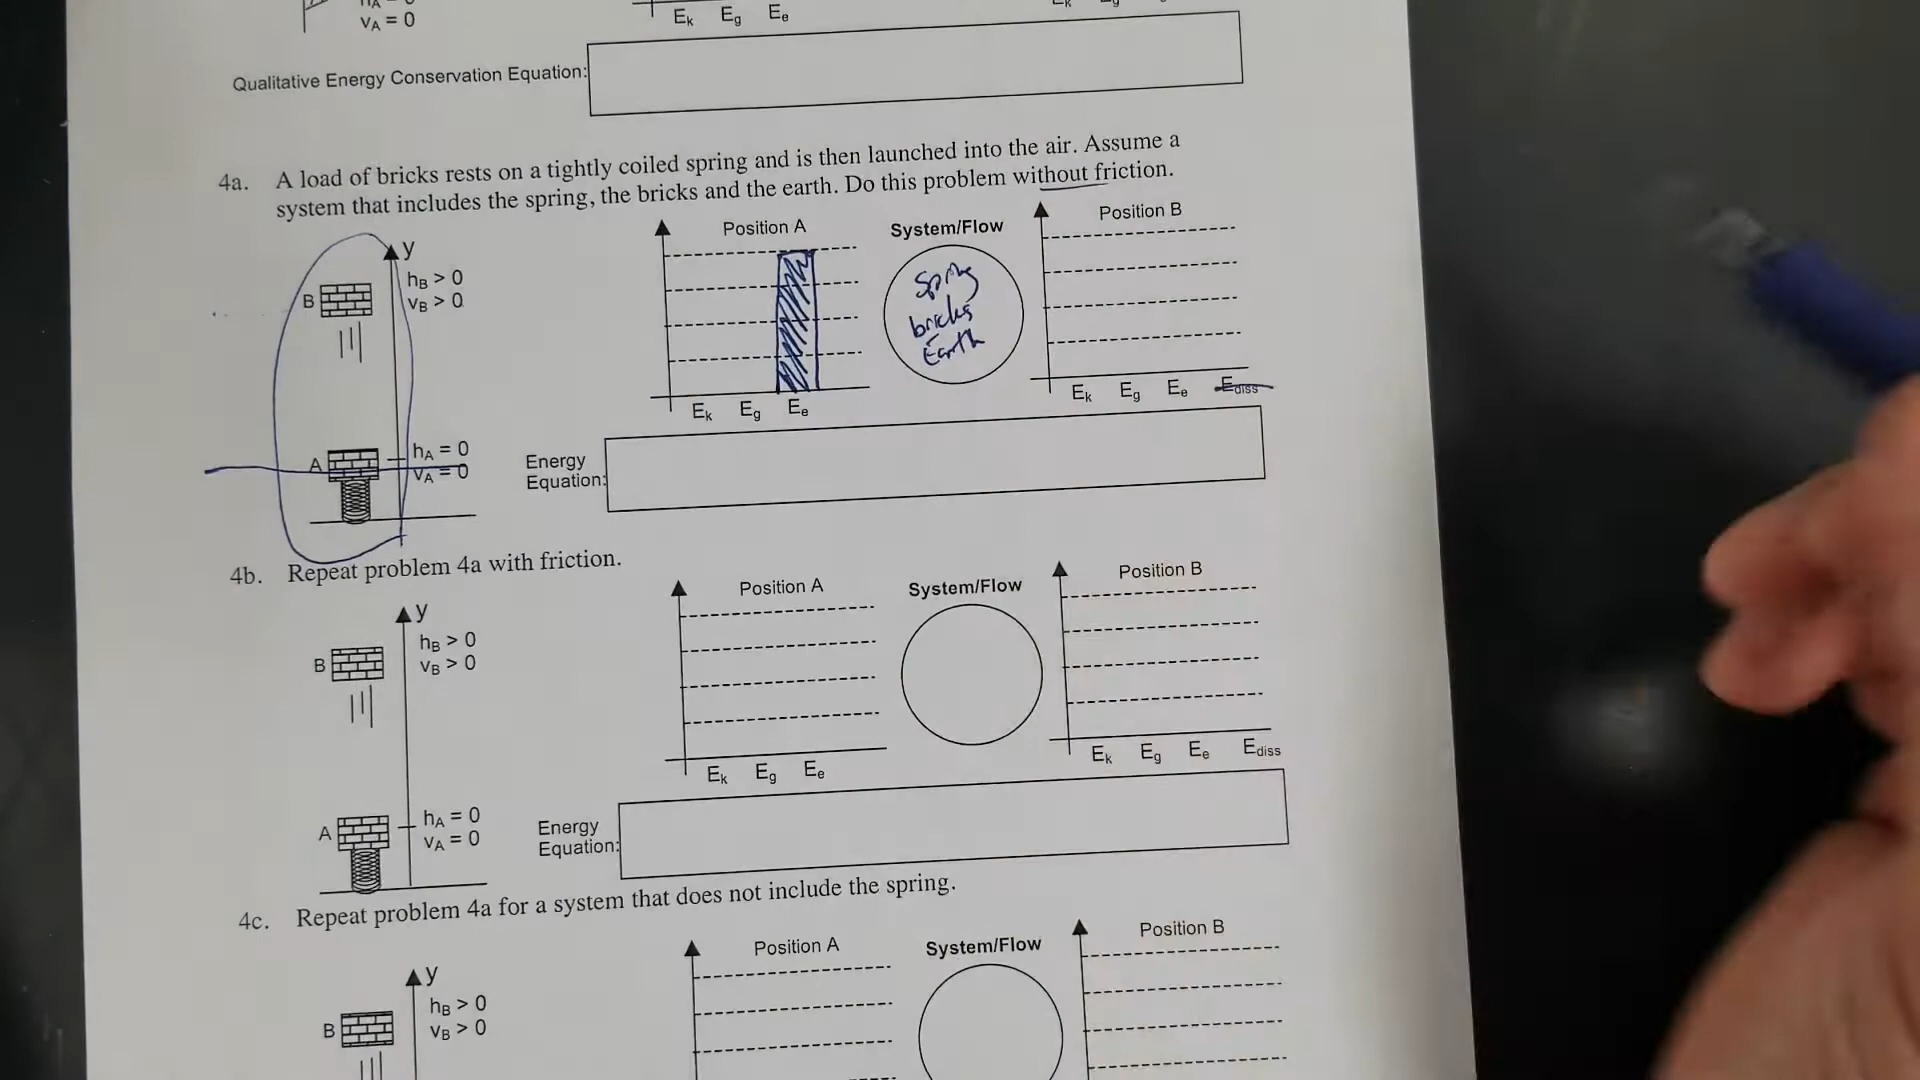 vA = 0
Ek Eg Ee
Qualitative Energy Conservation Equation:
4a. A load of bricks rests on a tightly coiled spring and is then launched into the air. Assume a
system that includes the spring, the bricks and the earth. Do this problem without friction.
y
hB > 0
vB > 0
B
A
hA = 0
vA = 0
Position A
Ek Eg Ee
System/Flow
Spring
bricks
Earth
Position B
Ek Eg Ee Ediss
Energy
Equation:
4b. Repeat problem 4a with friction.
y
hB > 0
vB > 0
B
A
hA = 0
vA = 0
Position A
Ek Eg Ee
System/Flow
Position B
Ek Eg Ee Ediss
Energy
Equation:
4c. Repeat problem 4a for a system that does not include the spring.
y
hB > 0
vB > 0
B
Position A
System/Flow
Position B